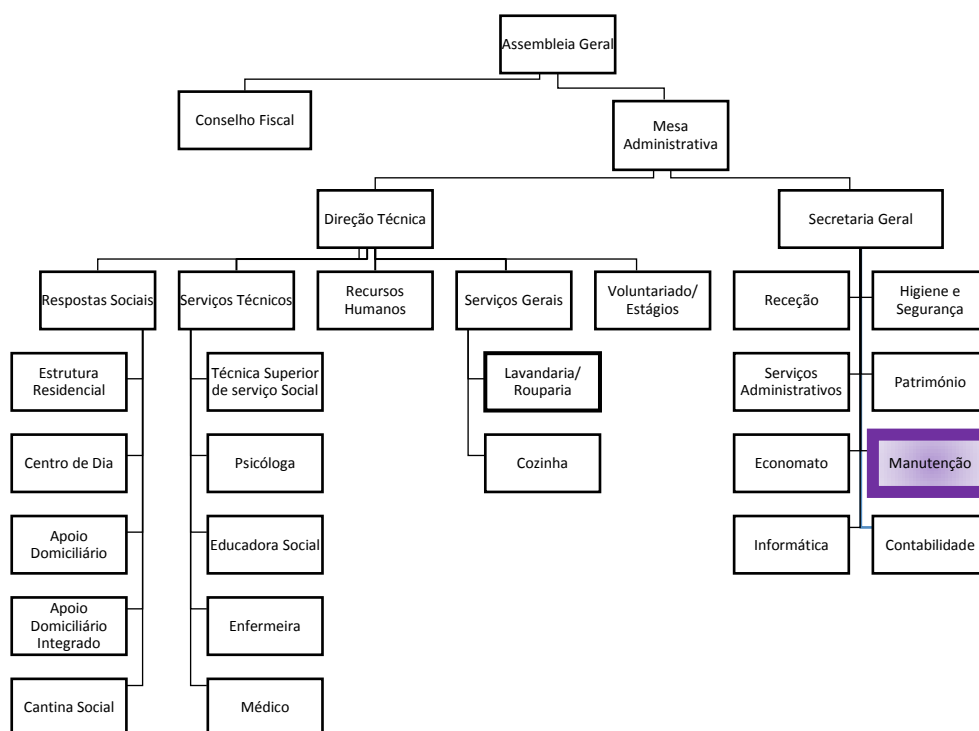 Assembleia Geral
Conselho Fiscal
Mesa
Administrativa
Direção Técnica
Secretaria Geral
Respostas Sociais
Serviços Técnicos
Recursos
Humanos
Serviços Gerais
Voluntariado/
Estágios
Receção
Higiene e
Segurança
Estrutura
Residencial
Técnica Superior
de serviço Social
Lavandaria/
Rouparia
Serviços
Administrativos
Património
Centro de Dia
Psicóloga
Cozinha
Economato
Manutenção
Apoio
Domiciliário
Educadora Social
Informática
Contabilidade
Apoio
Domiciliário
Integrado
Enfermeira
Cantina Social
Médico